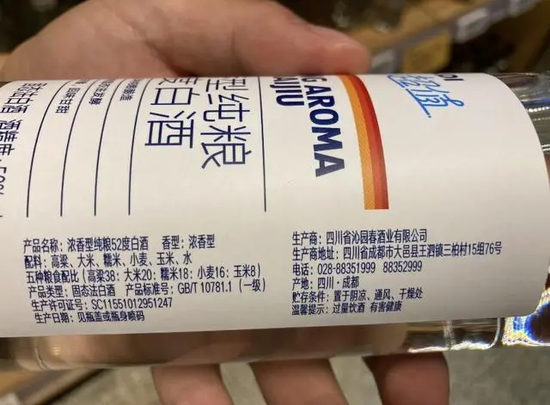 超值
G AROMA
AIJIU
型纯粮
度白酒
回味甘甜
产品名称：浓香型纯粮52度白酒 香型：浓香型
配料：高粱、大米、糯米、小麦、玉米、水
五种粮食配比（高粱38：大米20：糯米18：小麦16：玉米8）
产品类型：固态法白酒 产品标准代号：GB/T 10781.1（一级）
生产许可证号：SC11551012951247
生产日期：见瓶盖或瓶身喷码
生产商：四川省沁园春酒业有限公司
地址：四川省成都市大邑县王泗镇三柏村15组76号
电话：028-88351999 88352999
产地：四川·成都
贮存条件：置于阴凉、通风、干燥处
温馨提示：过量饮酒 有害健康